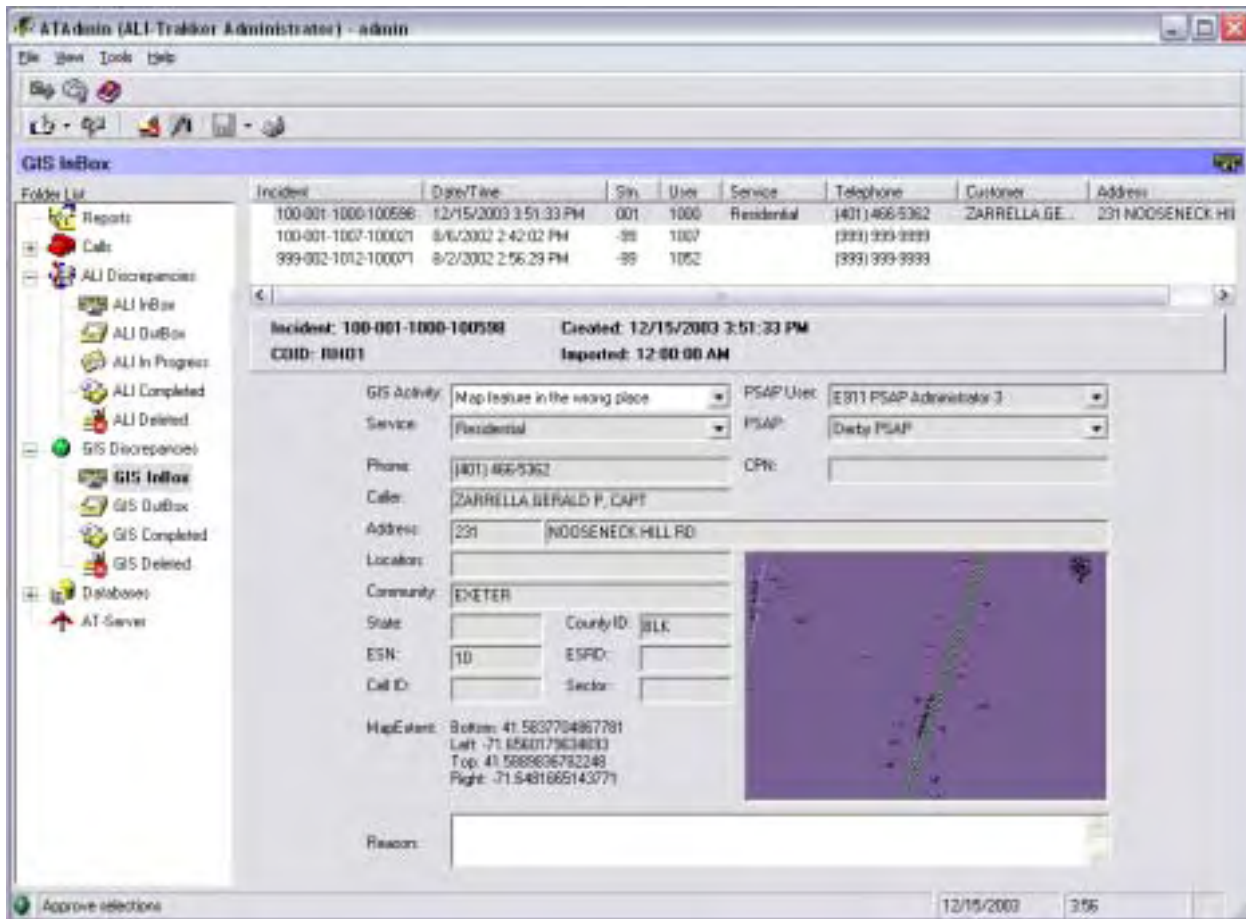 ATAdmin (ALI-Trakker Administrator) - admin
File View Tools Help
GIS InBox
Folder List
Reports
Calls
ALI Discrepancies
ALI InBox
ALI OutBox
ALI In Progress
ALI Completed
ALI Deleted
GIS Discrepancies
GIS InBox
GIS OutBox
GIS Completed
GIS Deleted
Databases
AT-Server
Incident Date/Time Stn. User Service Telephone Customer Address
100-001-1000-100598 12/15/2003 3:51:33 PM 001 1000 Residential (401) 466-5362 ZARRELLA,GE... 231 NOOSENECK HIL
100-001-1007-100021 8/6/2002 2:42:02 PM -99 1007 (999) 999-9999
999-002-1012-100071 8/2/2002 2:56:29 PM -99 1052 (999) 999-9999
Incident: 100-001-1000-100598 Created: 12/15/2003 3:51:33 PM
COID: RH01 Imported: 12:00:00 AM
GIS Activity: Map feature in the wrong place PSAP User: E911 PSAP Administrator 3
Service: Residential PSAP: Derby PSAP
Phone: (401) 466-5362 CPN:
Caller: ZARRELLA,GERALD P, CAPT
Address: 231 NOOSENECK HILL RD
Location:
Community: EXETER
State: County ID: BLK
ESN: 10 ESRD:
Cell ID: Sector:
MapExtent: Bottom: 41.5837704867781
Left: Top: 41.5889836782248
Right: -71.6481665143771
Reason:
Approve selections 12/15/2003 3:56